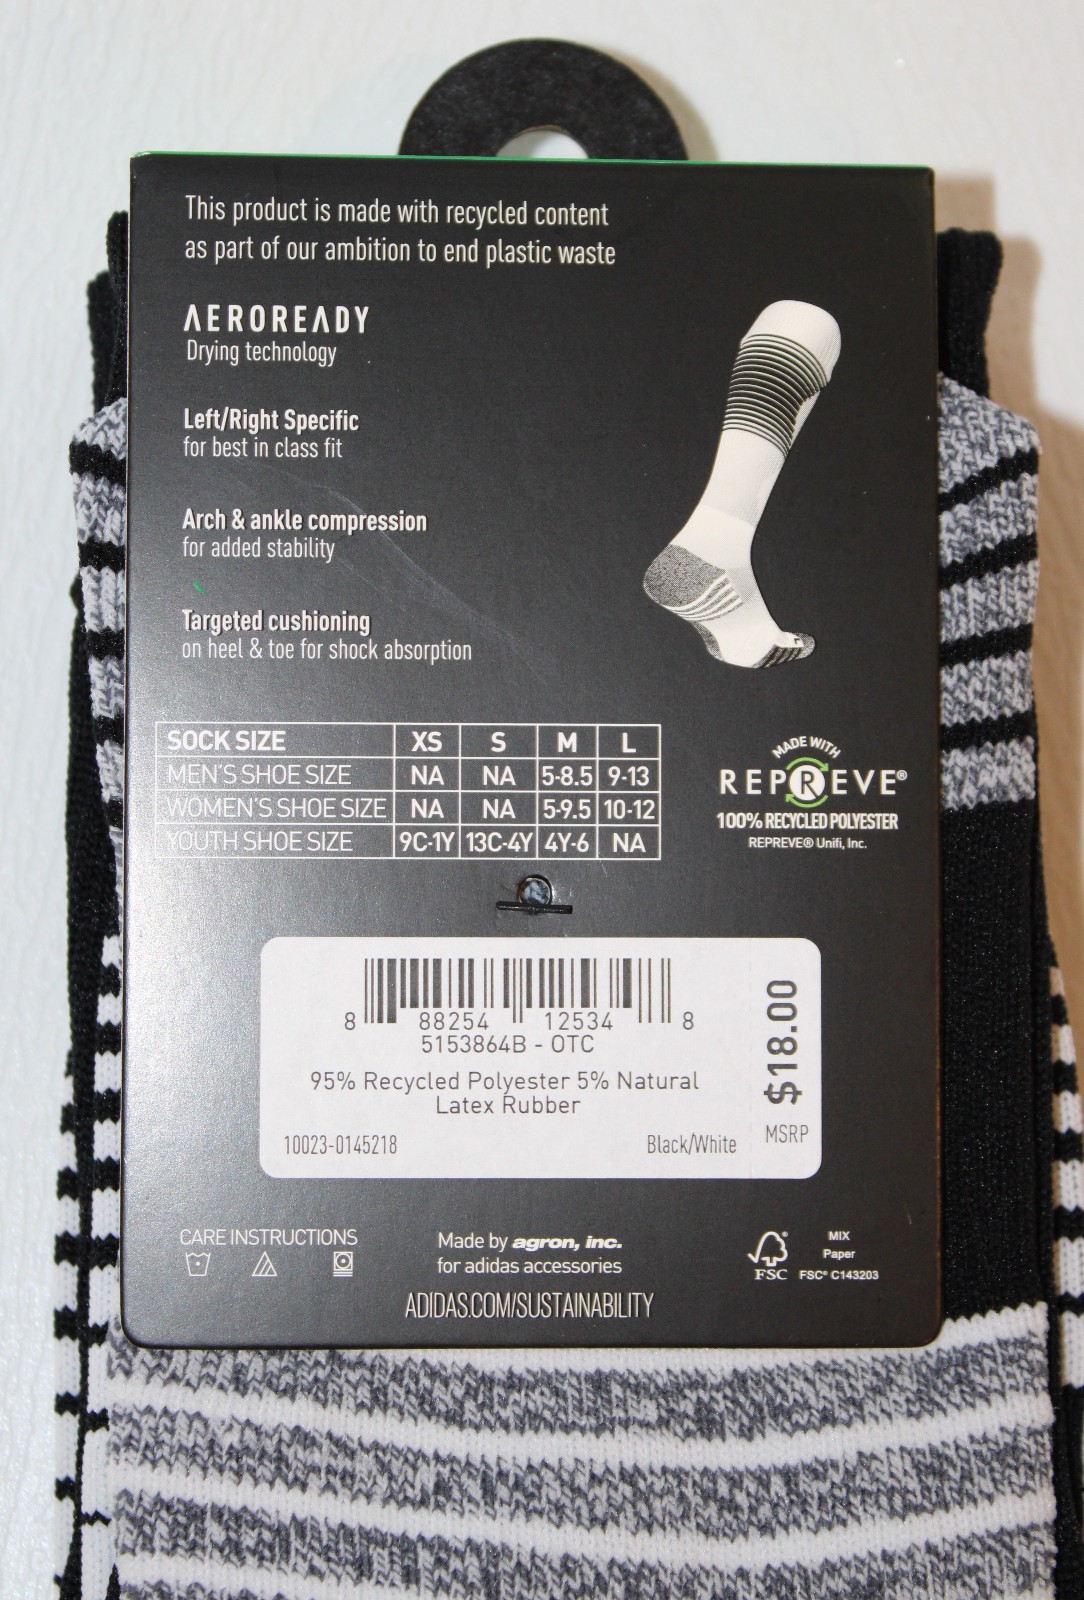 This product is made with recycled content
as part of our ambition to end plastic waste
AEROREADY
Drying technology
Left/Right Specific
for best in class fit
Arch & ankle compression
for added stability
Targeted cushioning
on heel & toe for shock absorption
SOCK SIZE XS S M L
MEN'S SHOE SIZE NA NA 5-8.5 9-13
WOMEN'S SHOE SIZE NA NA 5-9.5 10-12
YOUTH SHOE SIZE 9C-1Y 13C-4Y 4Y-6 NA
MADE WITH
REPREVE®
100% RECYCLED POLYESTER
REPREVE® Unifi, Inc.
8 88254 12534 8
5153864B - OTC
95% Recycled Polyester 5% Natural
Latex Rubber
10023-0145218
Black/White
$18.00
MSRP
CARE INSTRUCTIONS
Made by agron, inc.
for adidas accessories
ADIDAS.COM/SUSTAINABILITY
FSC
MIX
Paper
FSC® C143203